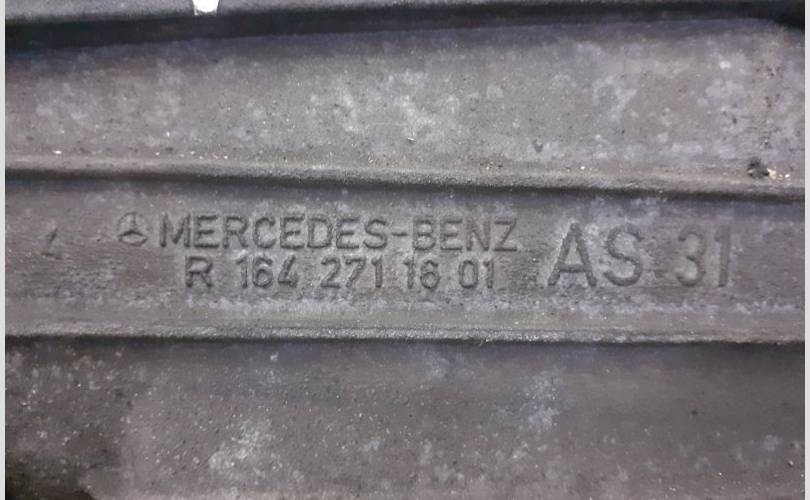 MERCEDES-BENZ
R 164 271 16 01
AS 31